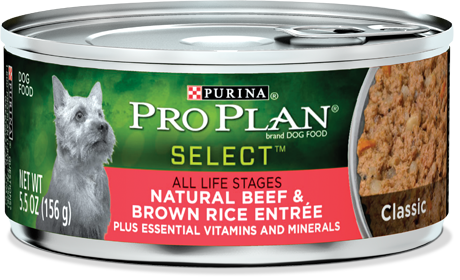 DOG
FOOD
PURINA®
PRO PLAN®
brand DOG FOOD
SELECT™
ALL LIFE STAGES
NATURAL BEEF &
BROWN RICE ENTRÉE
PLUS ESSENTIAL VITAMINS AND MINERALS
NET WT
5.5 OZ (156 g)
Classic